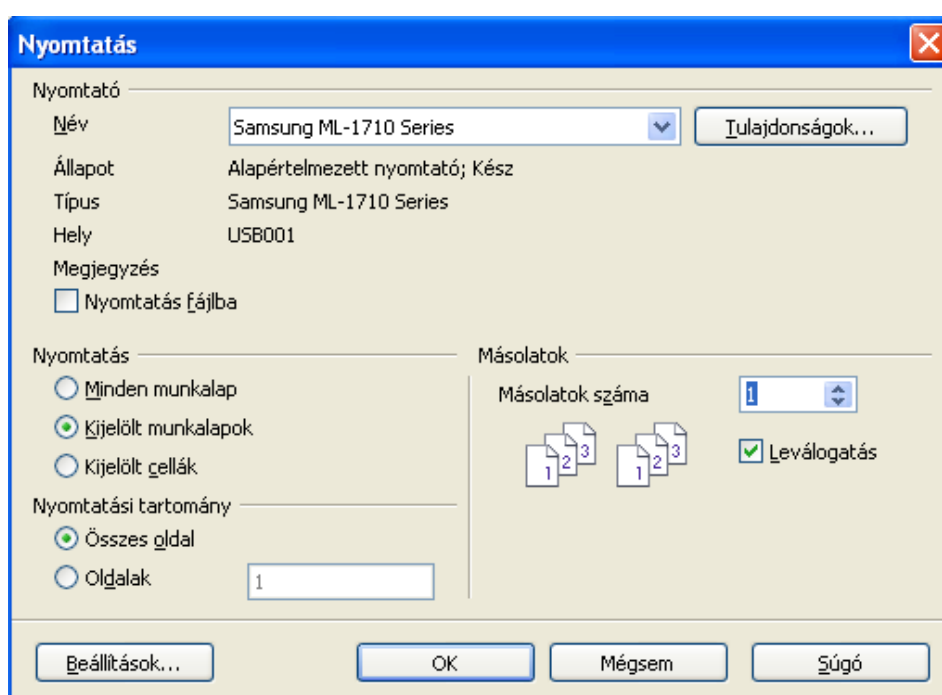 Nyomtatás
Nyomtató
Név Samsung ML-1710 Series Tulajdonságok...
Állapot Alapértelmezett nyomtató; Kész
Típus Samsung ML-1710 Series
Hely USB001
Megjegyzés
Nyomtatás fájlba
Nyomtatás
Minden munkalap
Kijelölt munkalapok
Kijelölt cellák
Nyomtatási tartomány
Összes oldal
Oldalak 1
Másolatok
Másolatok száma 1
1 2 3 1 2 3
Leválogatás
Beállítások... OK Mégsem Súgó